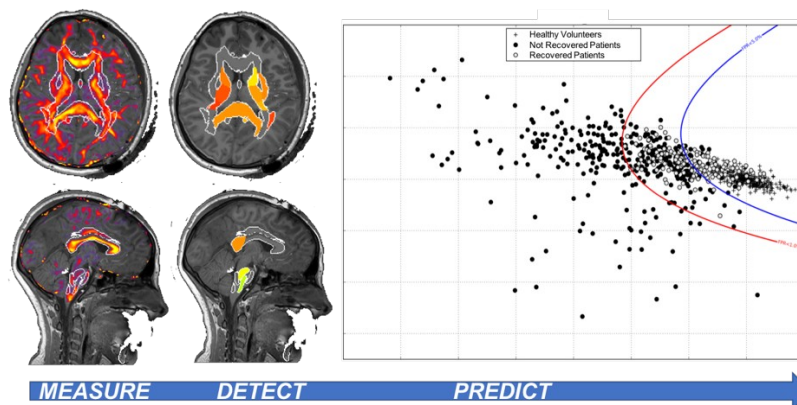 Healthy Volunteers
Not Recovered Patients
Recovered Patients
MEASURE DETECT PREDICT